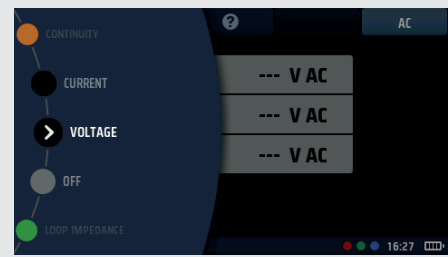 CONTINUITY
? AC
CURRENT
--- V AC
--- V AC
VOLTAGE
--- V AC
OFF
LOOP IMPEDANCE
16:27